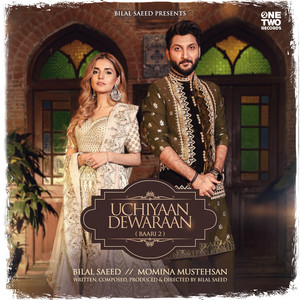 BILAL SAEED PRESENTS
ONE
TWO
RECORDS
UCHIYAAN
DEWARAAN
( BAARI 2 )
BILAL SAEED // MOMINA MUSTEHSAN
WRITTEN, COMPOSED, PRODUCED & DIRECTED BY BILAL SAEED